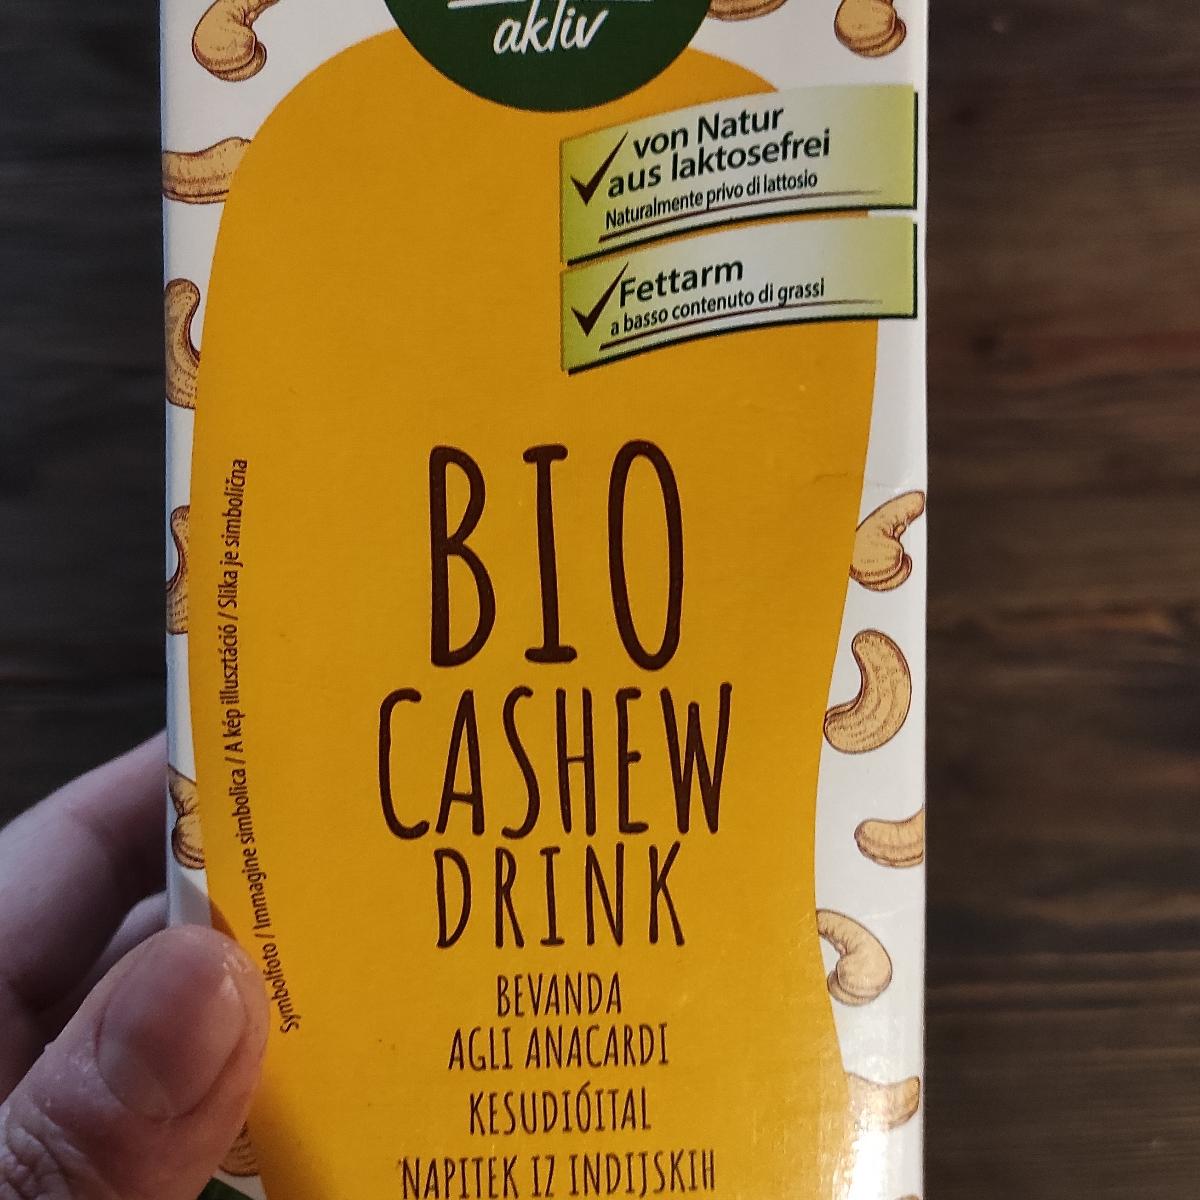 aktiv
von Natur
aus laktosefrei
Naturalmente privo di lattosio
Fettarm
a basso contenuto di grassi
BIO
CASHEW
DRINK
BEVANDA
AGLI ANACARDI
KESUDIÓITAL
NAPITEK IZ INDIJSKIH
Symbolfoto / Immagine simbolica / A kép illusztáció / Slika je simbolična